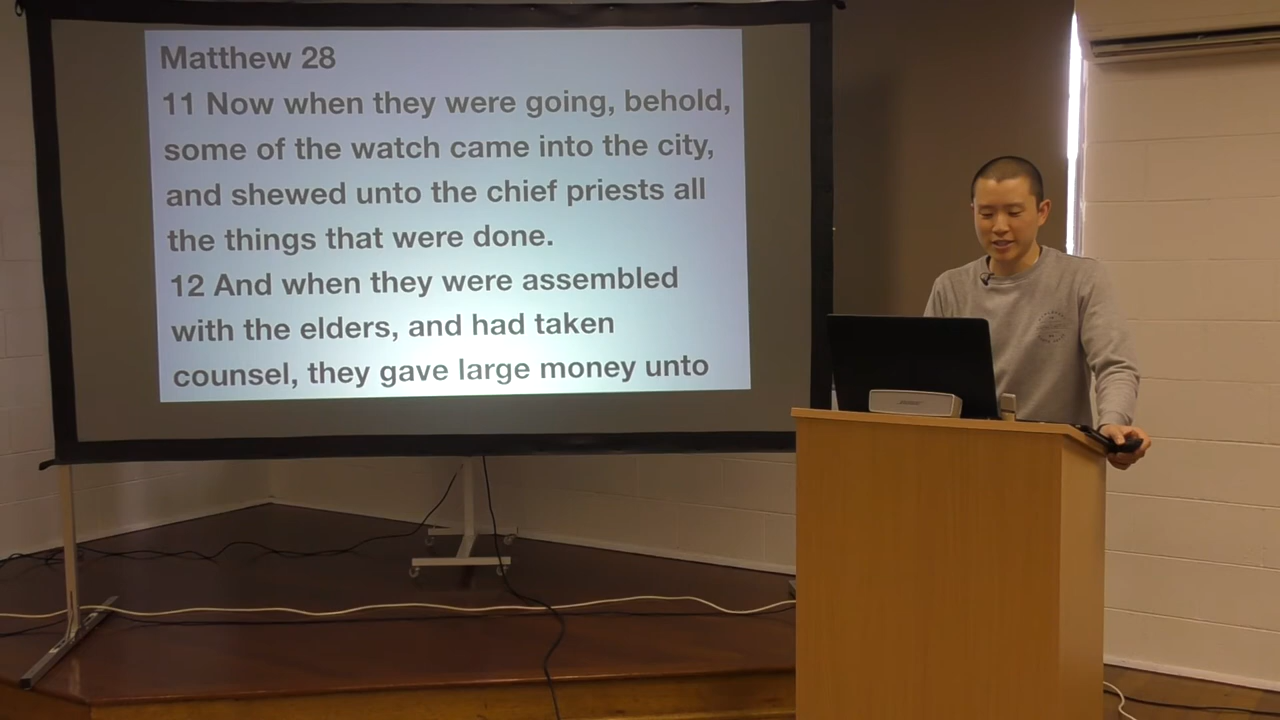 Matthew 28
11 Now when they were going, behold,
some of the watch came into the city,
and shewed unto the chief priests all
the things that were done.
12 And when they were assembled
with the elders, and had taken
counsel, they gave large money unto